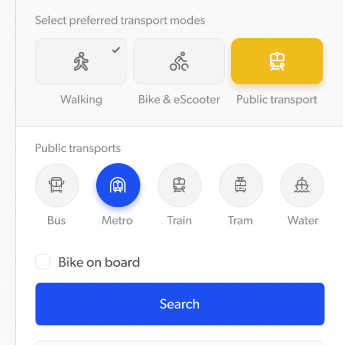 Select preferred transport modes
Walking
Bike & eScooter
Public transport
Public transports
Bus
Metro
Train
Tram
Water
Bike on board
Search